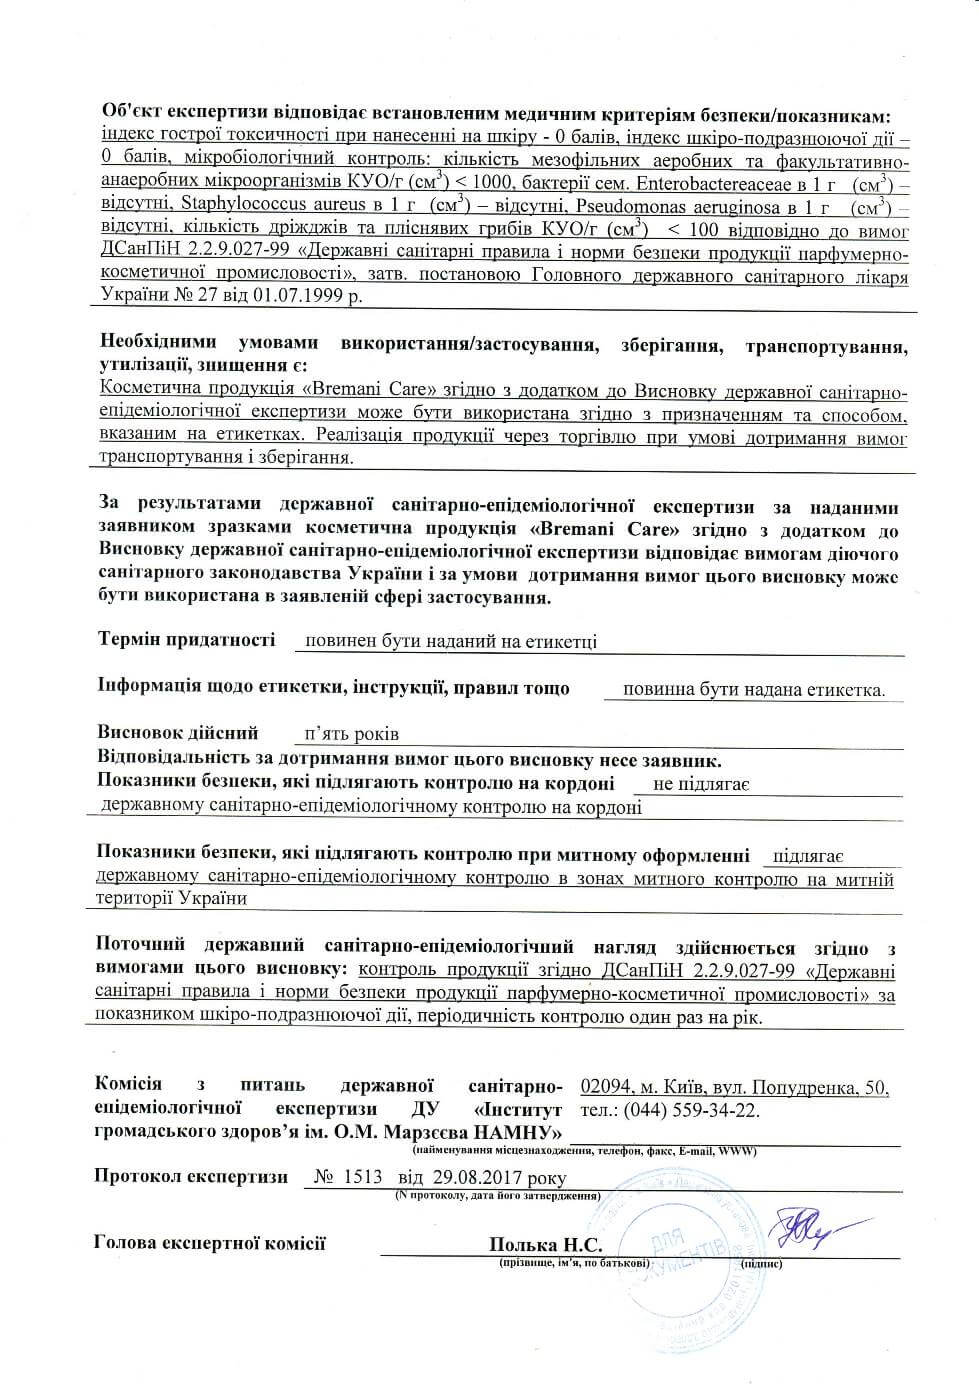 Об'єкт експертизи відповідає встановленим медичним критеріям безпеки/показникам:
індекс гострої токсичності при нанесенні на шкіру - 0 балів, індекс шкіро-подразнюючої дії –
0 балів, мікробіологічний контроль: кількість мезофільних аеробних та факультативно-
анаеробних мікроорганізмів КУО/г (см³) < 1000, бактерії сем. Enterobactereaceae в 1 г (см³) –
відсутні, Staphylococcus aureus в 1 г (см³) – відсутні, Pseudomonas aeruginosa в 1 г (см³) –
відсутні, кількість дріжджів та пліснявих грибів КУО/г (см³) < 100 відповідно до вимог
ДСанПіН 2.2.9.027-99 «Державні санітарні правила і норми безпеки продукції парфумерно-
косметичної промисловості», затв. постановою Головного державного санітарного лікаря
України № 27 від 01.07.1999 р.
Необхідними умовами використання/застосування, зберігання, транспортування,
утилізації, знищення є:
Косметична продукція «Bremani Care» згідно з додатком до Висновку державної санітарно-
епідеміологічної експертизи може бути використана згідно з призначенням та способом,
вказаним на етикетках. Реалізація продукції через торгівлю при умові дотримання вимог
транспортування і зберігання.
За результатами державної санітарно-епідеміологічної експертизи за наданими
заявником зразками косметична продукція «Bremani Care» згідно з додатком до
Висновку державної санітарно-епідеміологічної експертизи відповідає вимогам діючого
санітарного законодавства України і за умови дотримання вимог цього висновку може
бути використана в заявленій сфері застосування.
Термін придатності повинен бути наданий на етикетці
Інформація щодо етикетки, інструкції, правил тощо повинна бути надана етикетка.
Висновок дійсний п’ять років
Відповідальність за дотримання вимог цього висновку несе заявник.
Показники безпеки, які підлягають контролю на кордоні не підлягає
державному санітарно-епідеміологічному контролю на кордоні
Показники безпеки, які підлягають контролю при митному оформленні підлягає
державному санітарно-епідеміологічному контролю в зонах митного контролю на митній
території України
Поточний державний санітарно-епідеміологічний нагляд здійснюється згідно з
вимогами цього висновку: контроль продукції згідно ДСанПіН 2.2.9.027-99 «Державні
санітарні правила і норми безпеки продукції парфумерно-косметичної промисловості» за
показником шкіро-подразнюючої дії, періодичність контролю один раз на рік.
Комісія з питань державної санітарно- 02094, м. Київ, вул. Попудренка, 50,
епідеміологічної експертизи ДУ «Інститут тел.: (044) 559-34-22.
громадського здоров’я ім. О.М. Марзєєва НАМНУ»
(найменування місцезнаходження, телефон, факс, E-mail, WWW)
Протокол експертизи № 1513 від 29.08.2017 року
(N протоколу, дата його затвердження)
Голова експертної комісії Полька Н.С.
(прізвище, ім’я, по батькові) (підпис)
ДЛЯ
ДОКУМЕНТІВ